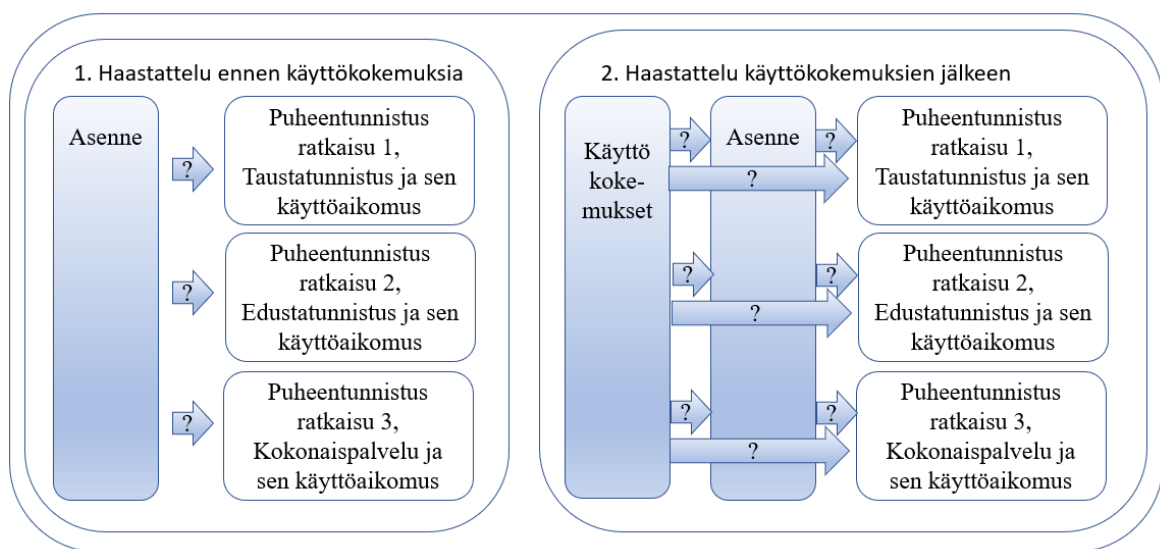 1. Haastattelu ennen käyttökokemuksia
Asenne
?
Puheentunnistus
ratkaisu 1,
Taustatunnistus ja sen
käyttöaikomus
?
Puheentunnistus
ratkaisu 2,
Edustatunnistus ja sen
käyttöaikomus
?
Puheentunnistus
ratkaisu 3,
Kokonaispalvelu ja
sen käyttöaikomus
2. Haastattelu käyttökokemuksien jälkeen
Käyttö
koke-
mukset
?
Asenne
?
?
Puheentunnistus
ratkaisu 1,
Taustatunnistus ja sen
käyttöaikomus
?
?
?
Puheentunnistus
ratkaisu 2,
Edustatunnistus ja sen
käyttöaikomus
?
?
?
Puheentunnistus
ratkaisu 3,
Kokonaispalvelu ja
sen käyttöaikomus